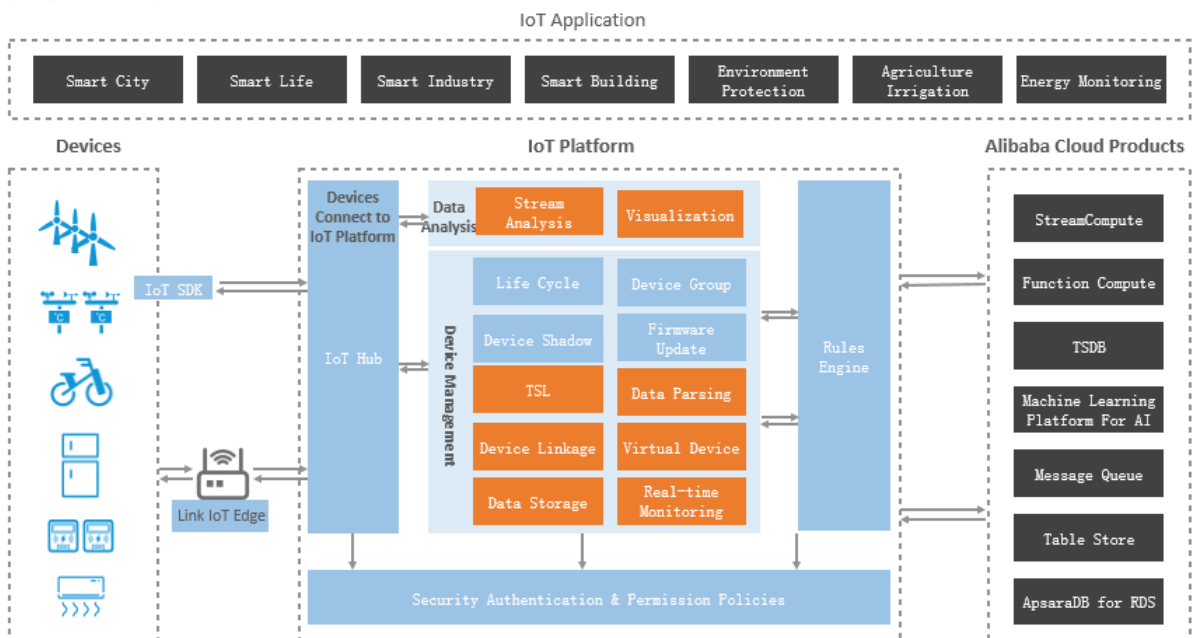 IoT Application
Smart City
Smart Life
Smart Industry
Smart Building
Environment
Protection
Agriculture
Irrigation
Energy Monitoring
Devices
IoT Platform
Alibaba Cloud Products
°C
°C
IoT SDK
Link IoT Edge
Devices
Connect to
IoT Platform
IoT Hub
Data
Analysis
Stream
Analysis
Visualization
Device Management
Life Cycle
Device Group
Device Shadow
Firmware
Update
TSL
Data Parsing
Device Linkage
Virtual Device
Data Storage
Real-time
Monitoring
Rules
Engine
Security Authentication & Permission Policies
StreamCompute
Function Compute
TSDB
Machine Learning
Platform For AI
Message Queue
Table Store
ApsaraDB for RDS